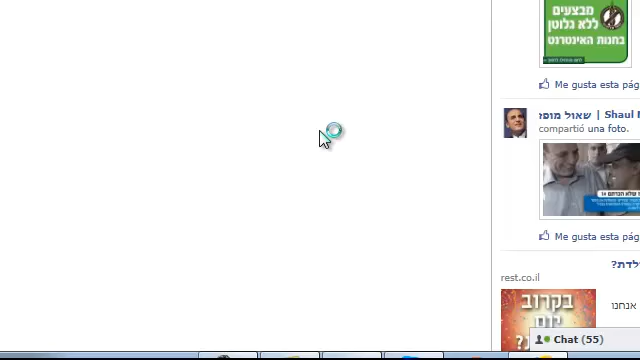 מבצעים
ללא גלוטן
בחנות האינטרנט
Me gusta esta pág
שאול מופז | Shaul M
compartió una foto.
Me gusta esta pág
לדת?
rest.co.il
בקרוב
יום
אנחנו
Chat (55)